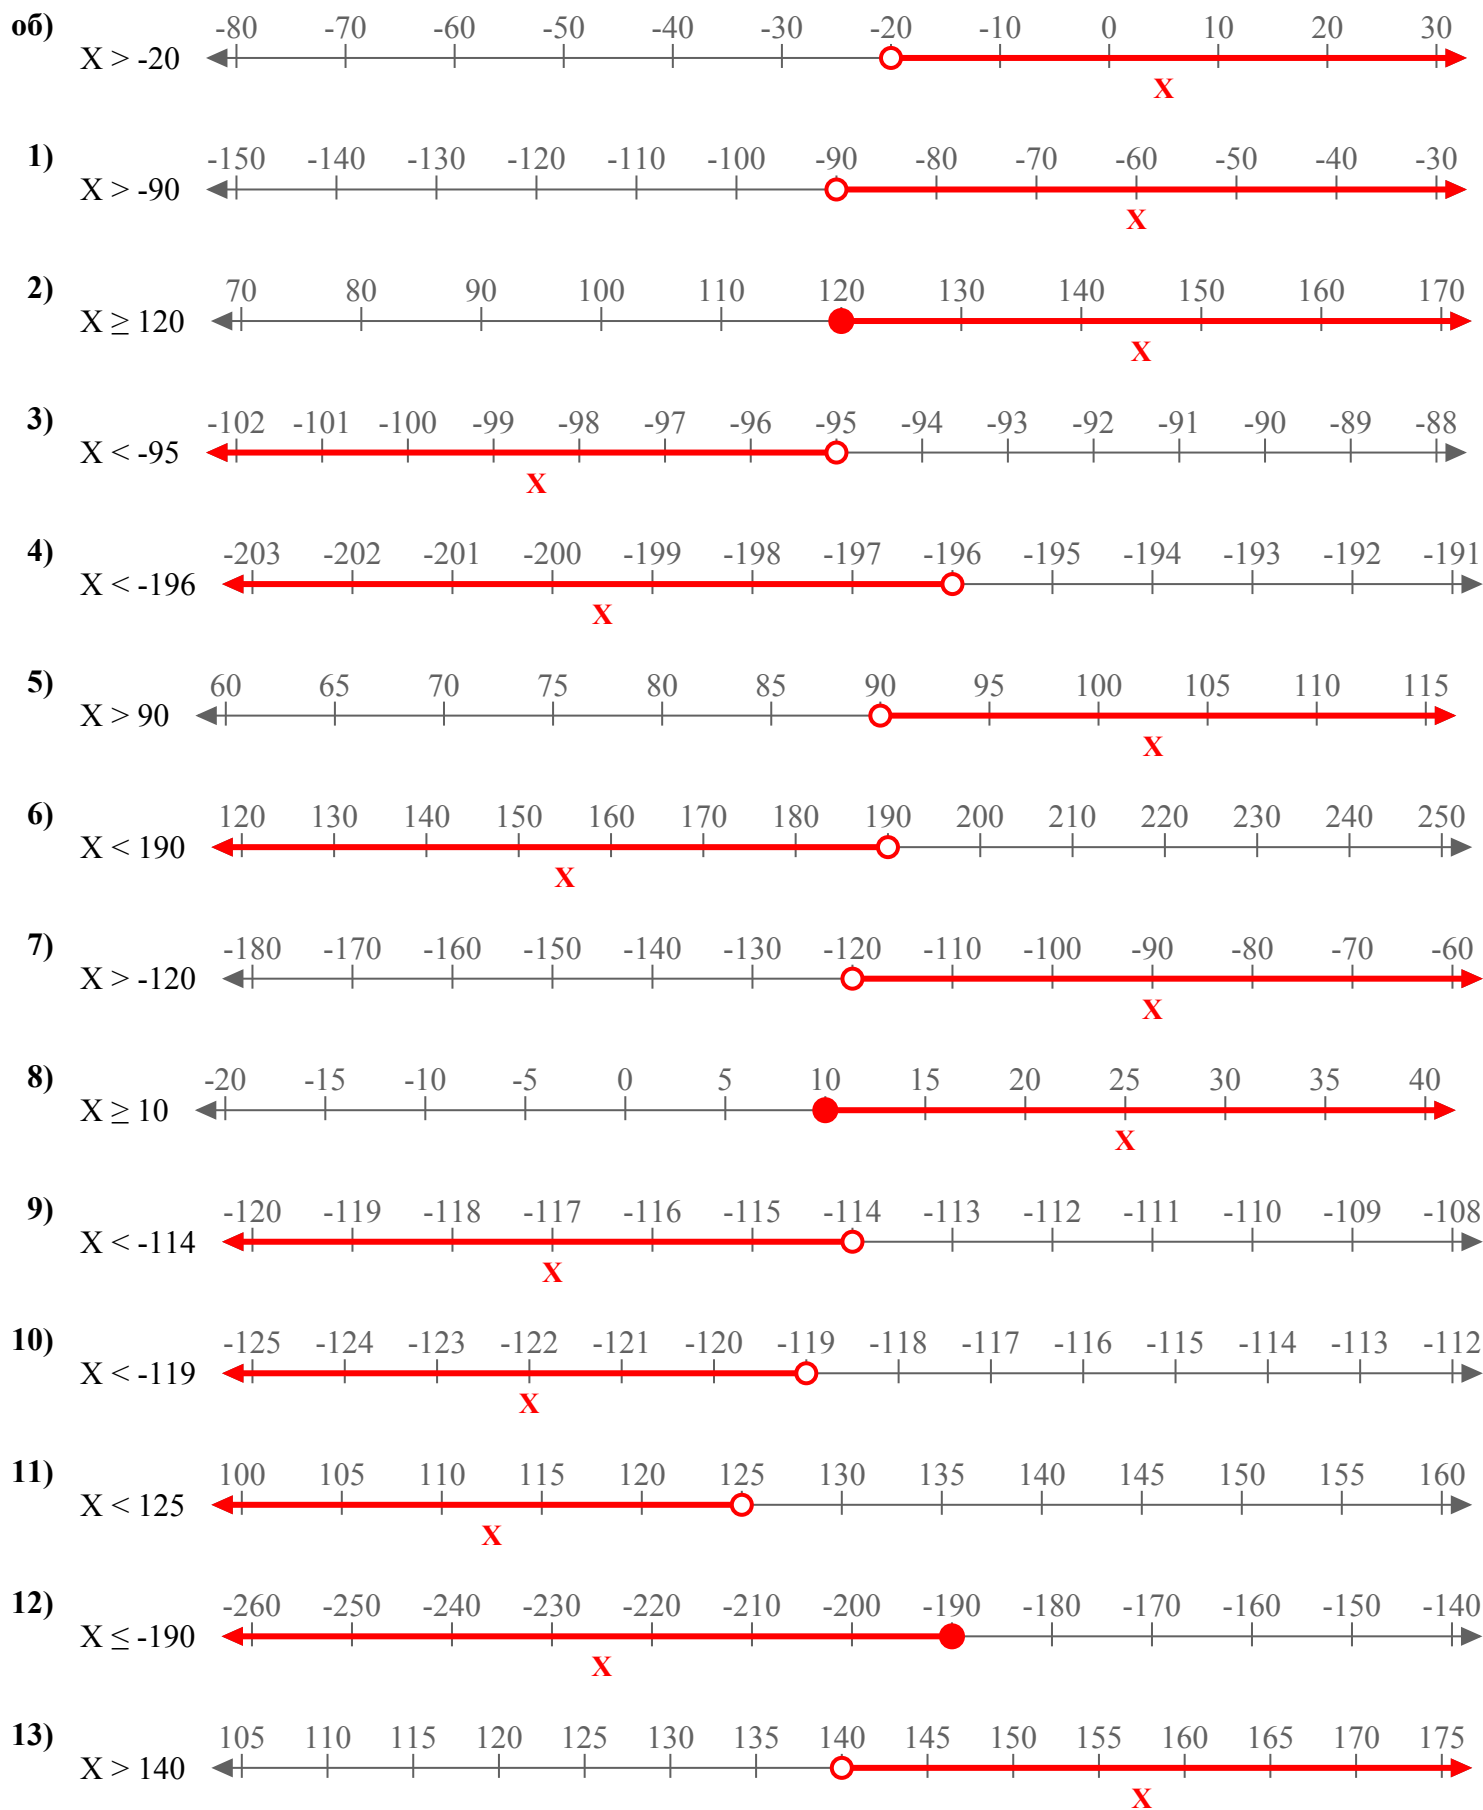 об) -80 -70 -60 -50 -40 -30 -20 -10 0 10 20 30
X > -20
X
1) -150 -140 -130 -120 -110 -100 -90 -80 -70 -60 -50 -40 -30
X > -90
X
2) 70 80 90 100 110 120 130 140 150 160 170
X ≥ 120
X
3) -102 -101 -100 -99 -98 -97 -96 -95 -94 -93 -92 -91 -90 -89 -88
X < -95
X
4) -203 -202 -201 -200 -199 -198 -197 -196 -195 -194 -193 -192 -191
X < -196
X
5) 60 65 70 75 80 85 90 95 100 105 110 115
X > 90
X
6) 120 130 140 150 160 170 180 190 200 210 220 230 240 250
X < 190
X
7) -180 -170 -160 -150 -140 -130 -120 -110 -100 -90 -80 -70 -60
X > -120
X
8) -20 -15 -10 -5 0 5 10 15 20 25 30 35 40
X ≥ 10
X
9) -120 -119 -118 -117 -116 -115 -114 -113 -112 -111 -110 -109 -108
X < -114
X
10) -125 -124 -123 -122 -121 -120 -119 -118 -117 -116 -115 -114 -113 -112
X < -119
X
11) 100 105 110 115 120 125 130 135 140 145 150 155 160
X < 125
X
12) -260 -250 -240 -230 -220 -210 -200 -190 -180 -170 -160 -150 -140
X ≤ -190
X
13) 105 110 115 120 125 130 135 140 145 150 155 160 165 170 175
X > 140
X